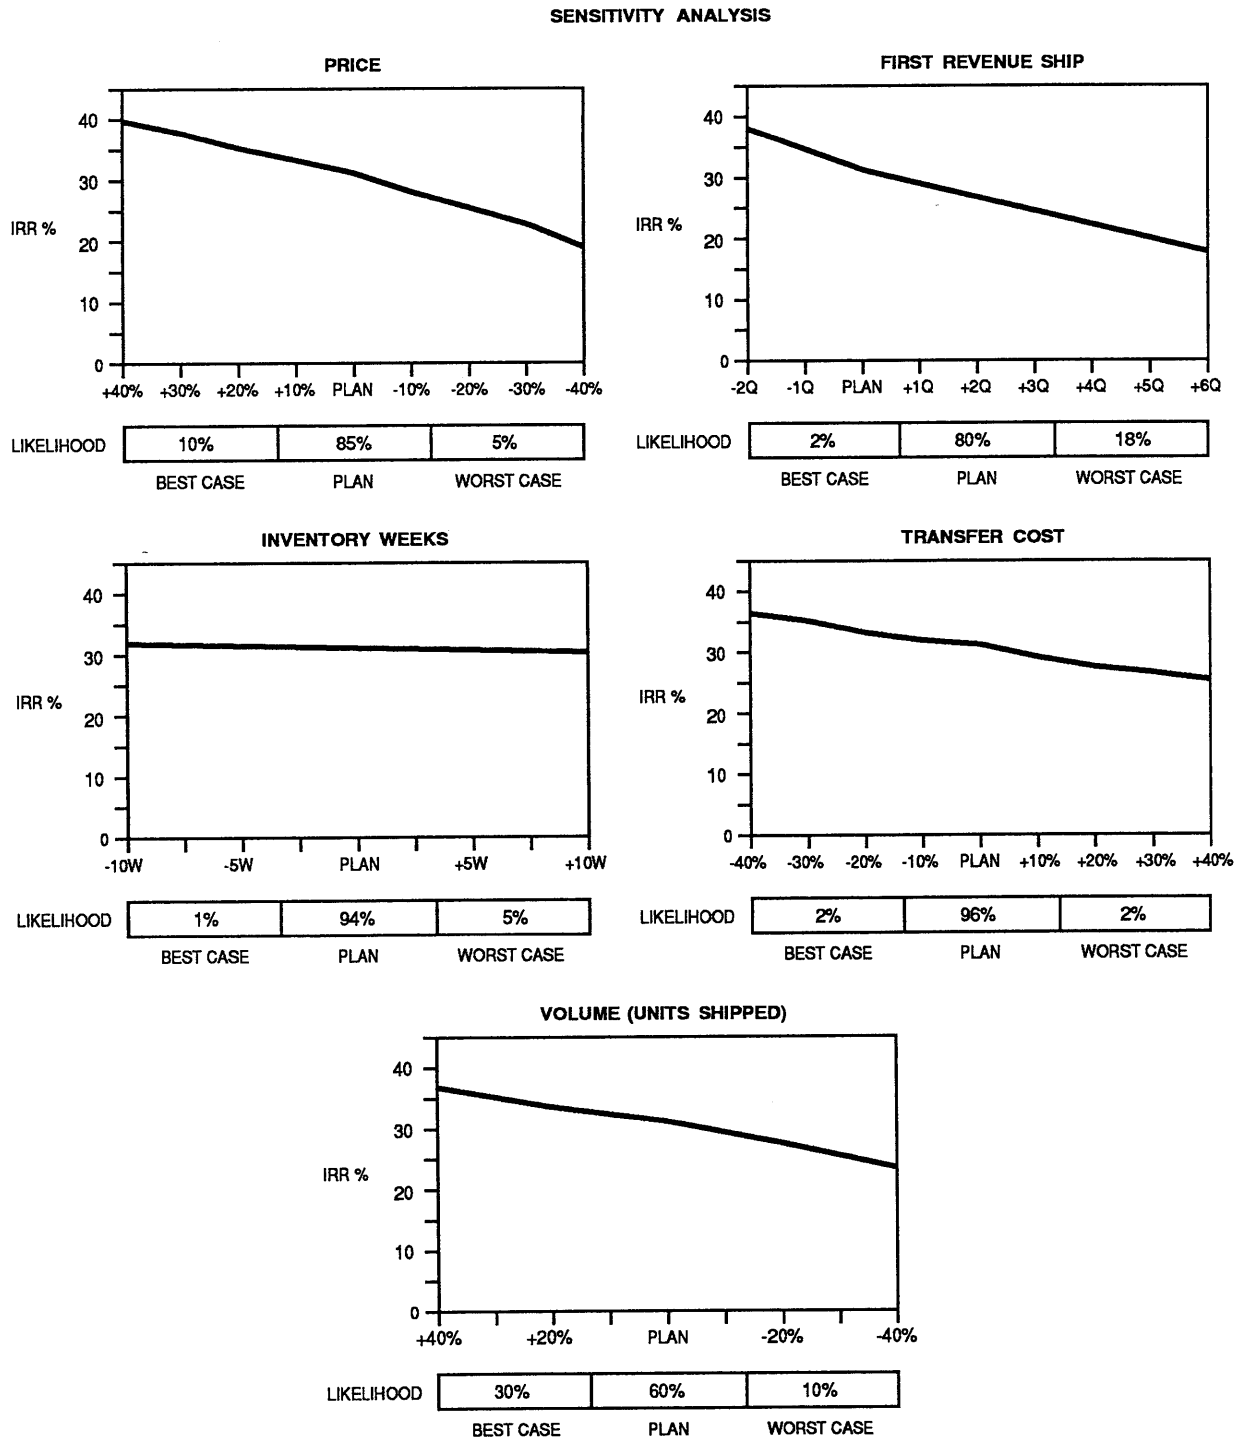 SENSITIVITY ANALYSIS
PRICE
40
30
IRR %
20
10
0
+40% +30% +20% +10% PLAN -10% -20% -30% -40%
LIKELIHOOD 10% 85% 5%
BEST CASE PLAN WORST CASE
FIRST REVENUE SHIP
40
30
IRR %
20
10
0
-2Q -1Q PLAN +1Q +2Q +3Q +4Q +5Q +6Q
LIKELIHOOD 2% 80% 18%
BEST CASE PLAN WORST CASE
INVENTORY WEEKS
40
30
IRR %
20
10
0
-10W -5W PLAN +5W +10W
LIKELIHOOD 1% 94% 5%
BEST CASE PLAN WORST CASE
TRANSFER COST
40
30
IRR %
20
10
0
-40% -30% -20% -10% PLAN +10% +20% +30% +40%
LIKELIHOOD 2% 96% 2%
BEST CASE PLAN WORST CASE
VOLUME (UNITS SHIPPED)
40
30
IRR %
20
10
0
+40% +20% PLAN -20% -40%
LIKELIHOOD 30% 60% 10%
BEST CASE PLAN WORST CASE